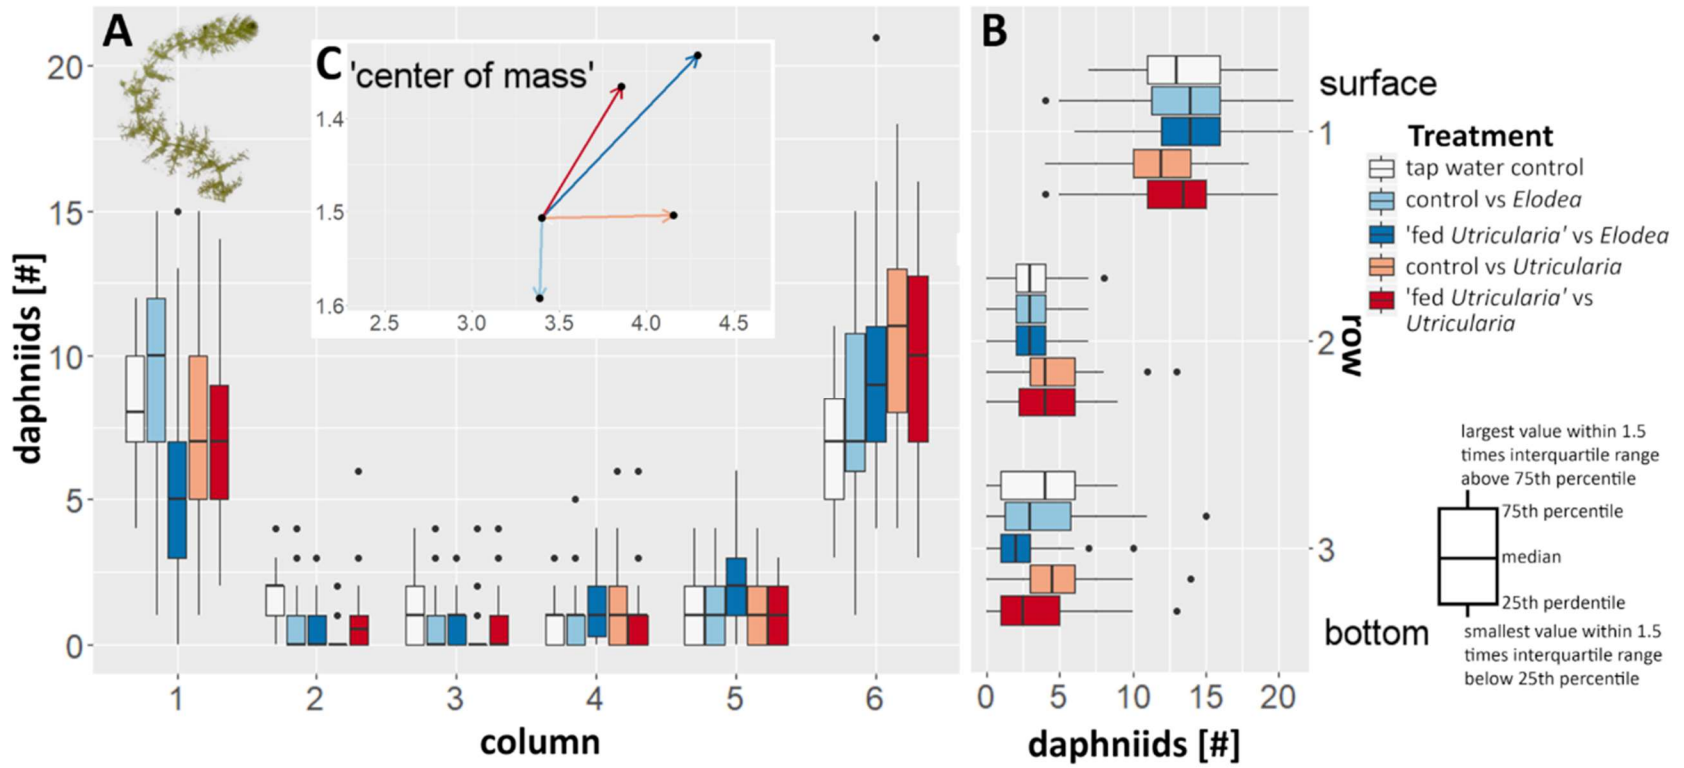 A
daphniids [#]
20
15
10
5
0
1
2
3
4
5
6
column
C
'center of mass'
1.4
1.5
1.6
2.5
3.0
3.5
4.0
4.5
B
surface
1
2
3
row
bottom
0
5
10
15
20
daphniids [#]
Treatment
tap water control
control vs Elodea
'fed Utricularia' vs Elodea
control vs Utricularia
'fed Utricularia' vs
Utricularia
largest value within 1.5
times interquartile range
above 75th percentile
75th percentile
median
25th perdentile
smallest value within 1.5
times interquartile range
below 25th percentile